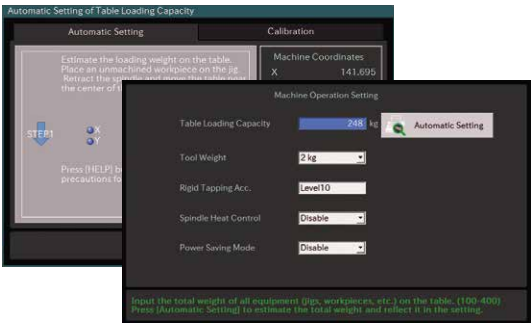 Automatic Setting of Table Loading Capacity
Automatic Setting
Calibration
Estimate the loading weight on the table.
Place an unmachined workpiece on the jig.
Retract the spindle and move the table near
the center of
STEP1
X
Y
Press [HELP]
precautions fo
Machine Coordinates
X 141.695
Machine Operation Setting
Table Loading Capacity 248 kg Automatic Setting
Tool Weight 2 kg
Rigid Tapping Acc. Level10
Spindle Heat Control Disable
Power Saving Mode Disable
Input the total weight of all equipment (jigs, workpieces, etc.) on the table. (100-400)
Press [Automatic Setting] to estimate the total weight and reflect it in the setting.